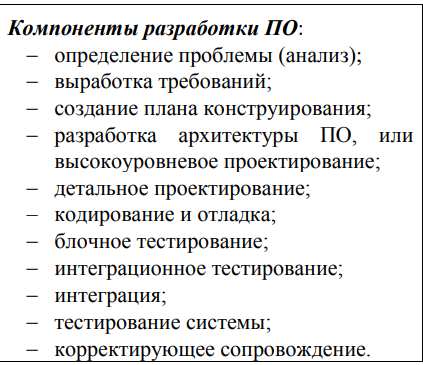 Компоненты разработки ПО:
– определение проблемы (анализ);
– выработка требований;
– создание плана конструирования;
– разработка архитектуры ПО, или
высокоуровневое проектирование;
– детальное проектирование;
– кодирование и отладка;
– блочное тестирование;
– интеграционное тестирование;
– интеграция;
– тестирование системы;
– корректирующее сопровождение.